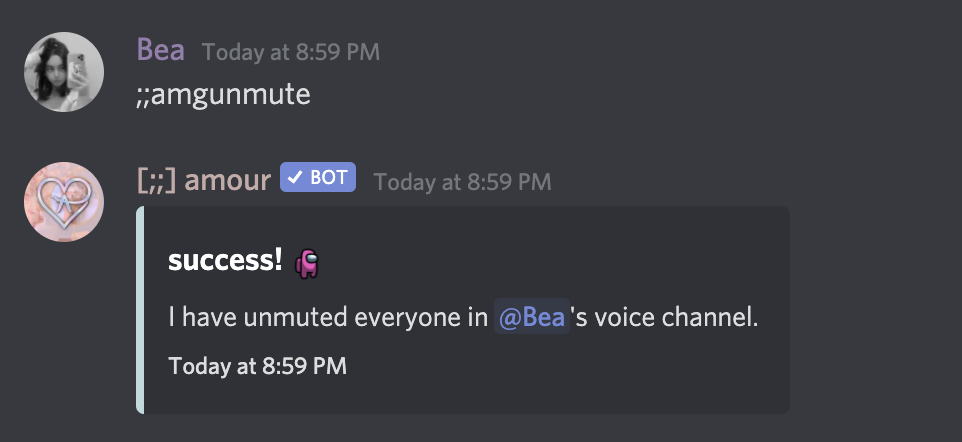 Bea Today at 8:59 PM
;;amgunmute
[;;] amour ✓ BOT Today at 8:59 PM
success!
I have unmuted everyone in @Bea's voice channel.
Today at 8:59 PM